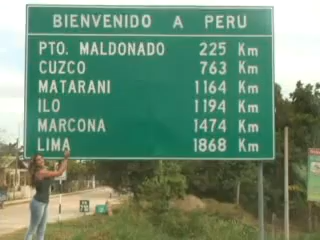 BIENVENIDO A PERU
PTO. MALDONADO 225 Km
CUZCO 763 Km
MATARANI 1164 Km
ILO 1194 Km
MARCONA 1474 Km
LIMA 1868 Km